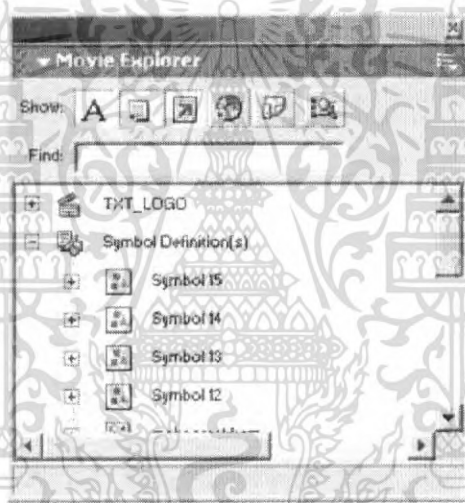 Movie Explorer
Show: A
Find:
TXT_LOGO
Symbol Definition(s)
Symbol 15
Symbol 14
Symbol 13
Symbol 12